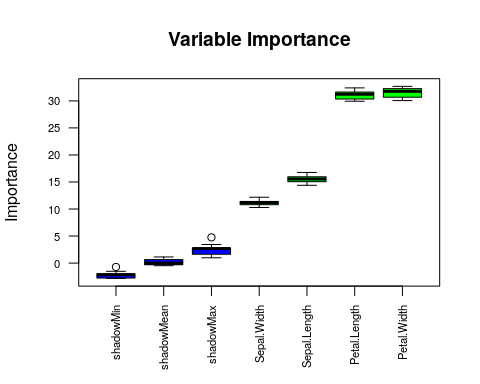 Variable Importance
Importance
30
25
20
15
10
5
0
shadowMin
shadowMean
shadowMax
Sepal.Width
Sepal.Length
Petal.Length
Petal.Width